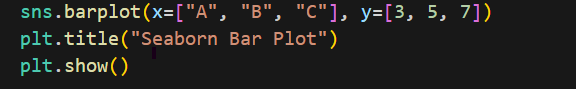 sns.barplot(x=["A", "B", "C"], y=[3, 5, 7])
plt.title("Seaborn Bar Plot")
plt.show()